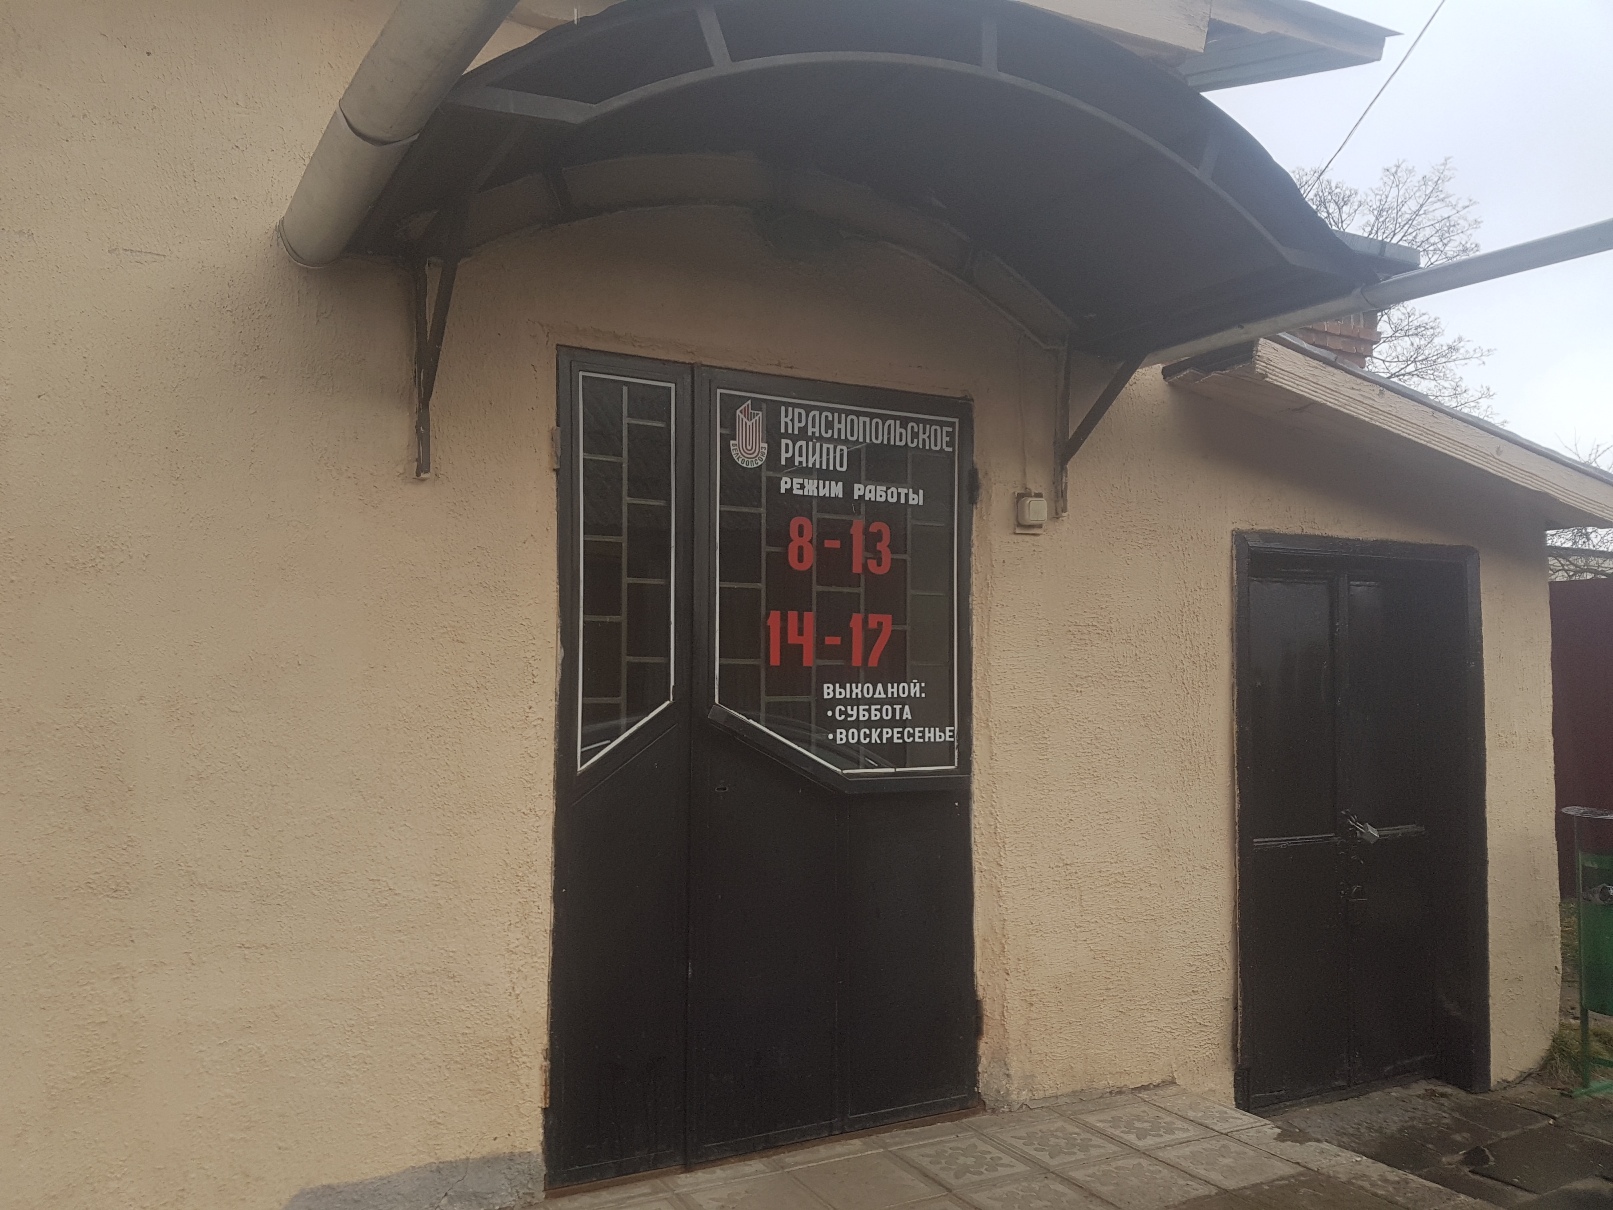 КРАСНОПОЛЬСКОЕ
РАЙПО
РЕЖИМ РАБОТЫ
8-13
14-17
ВЫХОДНОЙ:
•СУББОТА
•ВОСКРЕСЕНЬЕ